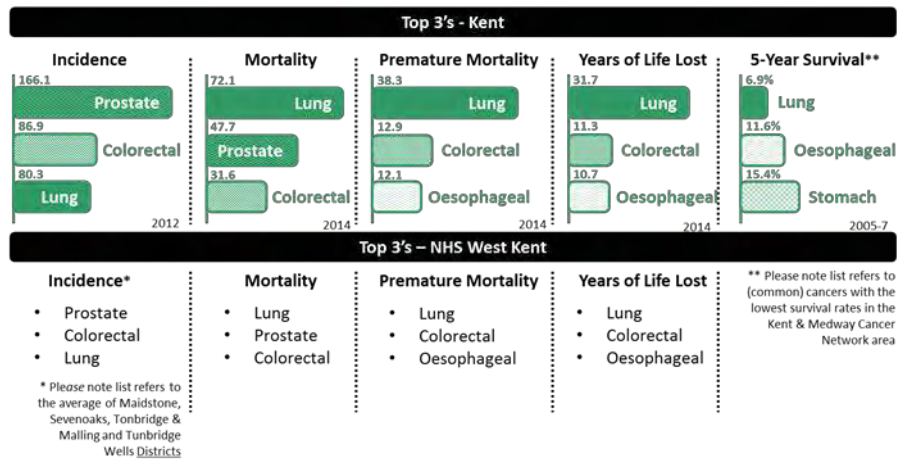 Top 3's - Kent
Incidence
166.1
Prostate
86.9
Colorectal
80.3
Lung
2012
Mortality
72.1
Lung
47.7
Prostate
31.6
Colorectal
2014
Premature Mortality
38.3
Lung
12.9
Colorectal
12.1
Oesophageal
2014
Years of Life Lost
31.7
Lung
11.3
Colorectal
10.7
Oesophageal
2014
5-Year Survival**
6.9%
Lung
11.6%
Oesophageal
15.4%
Stomach
2005-7
Top 3's – NHS West Kent
Incidence*
• Prostate
• Colorectal
• Lung
* Please note list refers to
the average of Maidstone,
Sevenoaks, Tonbridge &
Malling and Tunbridge
Wells Districts
Mortality
• Lung
• Prostate
• Colorectal
Premature Mortality
• Lung
• Colorectal
• Oesophageal
Years of Life Lost
• Lung
• Colorectal
• Oesophageal
** Please note list refers to
(common) cancers with the
lowest survival rates in the
Kent & Medway Cancer
Network area